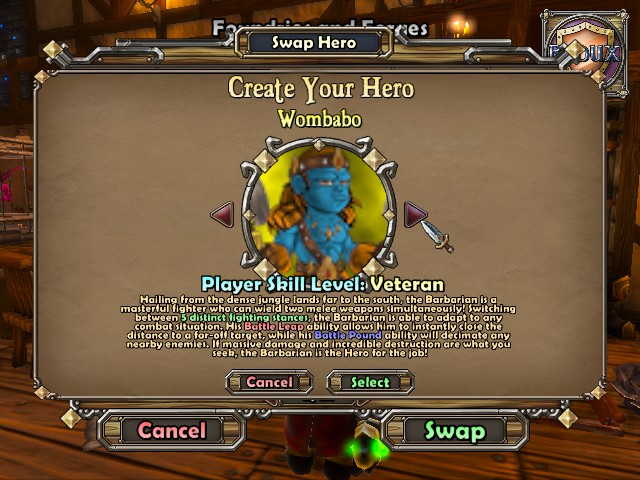 Foundries and Forges
Swap Hero
Create Your Hero
Wombabo
Player Skill Level: Veteran
Hailing from the dense jungle lands far to the south, the Barbarian is a
masterful fighter who can wield two melee weapons simultaneously! Switching
between 5 distinct fighting stances, the Barbarian is able to adapt to any
combat situation. His Battle Leap ability allows him to instantly close the
distance to a far-off target, while his Battle Pound ability will decimate any
nearby enemies. If massive damage and incredible destruction are what you
seek, the Barbarian is the Hero for the job!
Cancel
Select
Cancel
Swap